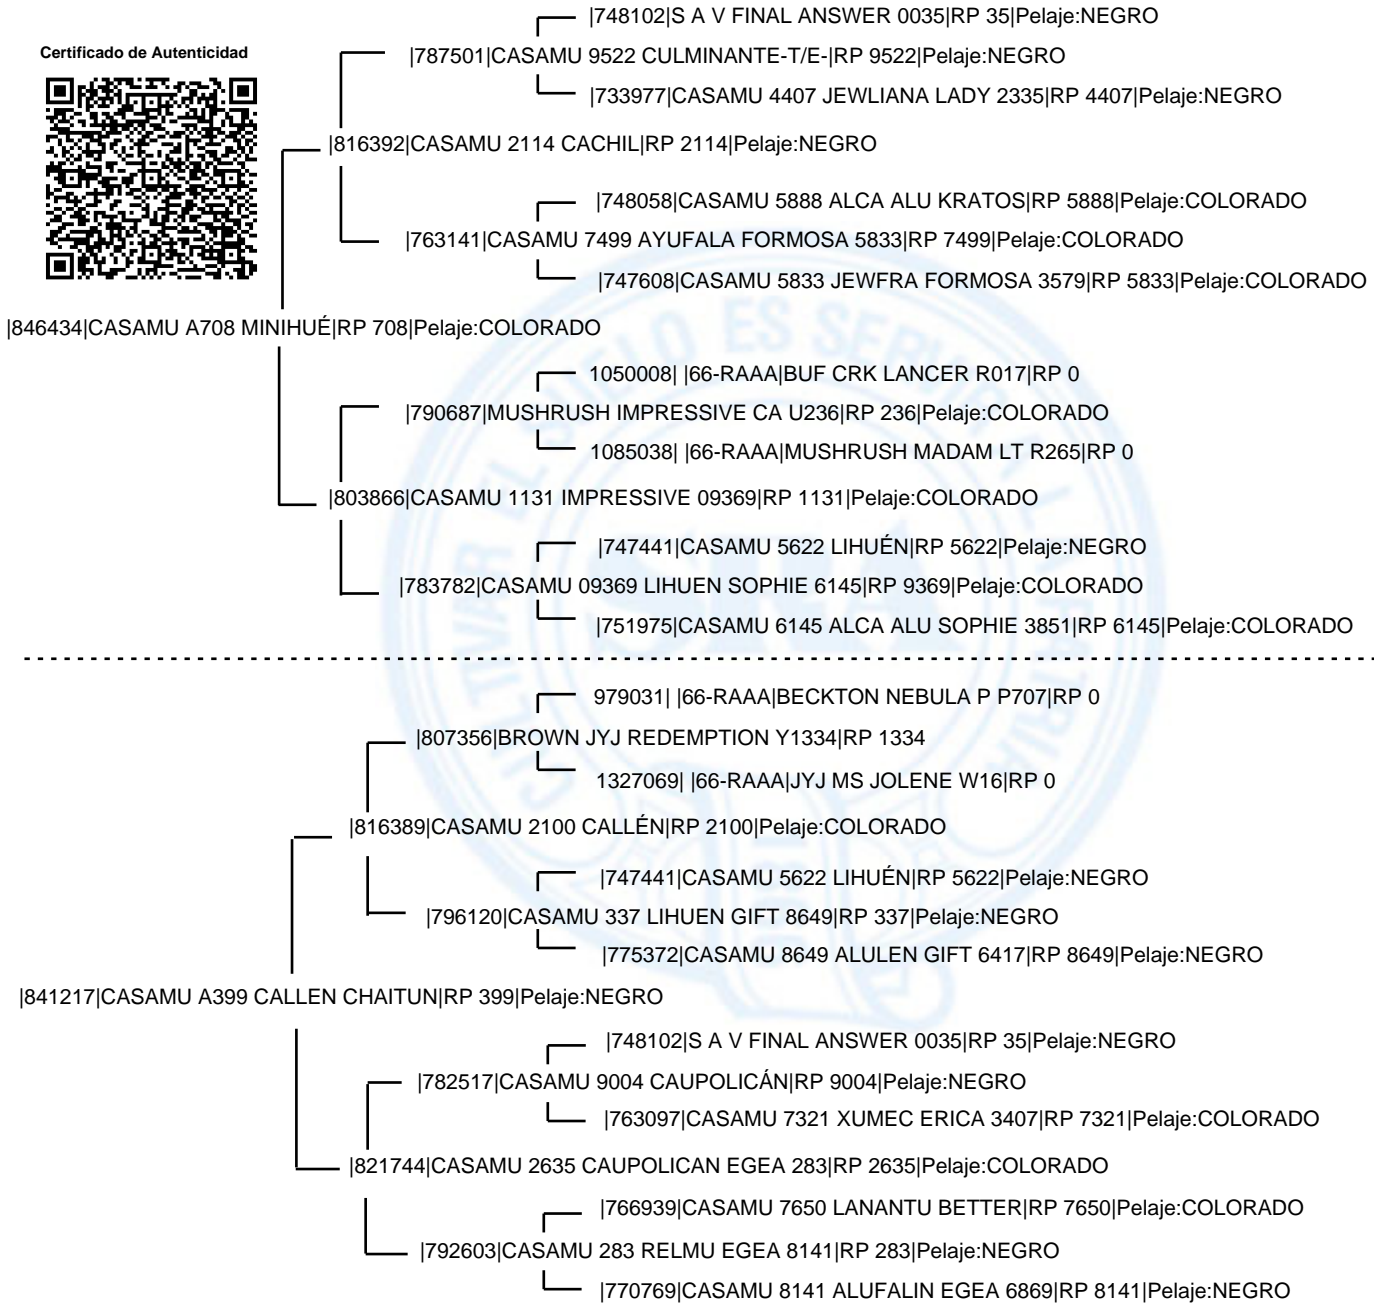 |748102|S A V FINAL ANSWER 0035|RP 35|Pelaje:NEGRO
Certificado de Autenticidad
|787501|CASAMU 9522 CULMINANTE-T/E-|RP 9522|Pelaje:NEGRO
|733977|CASAMU 4407 JEWLIANA LADY 2335|RP 4407|Pelaje:NEGRO
|816392|CASAMU 2114 CACHIL|RP 2114|Pelaje:NEGRO
|748058|CASAMU 5888 ALCA ALU KRATOS|RP 5888|Pelaje:COLORADO
|763141|CASAMU 7499 AYUFALA FORMOSA 5833|RP 7499|Pelaje:COLORADO
|747608|CASAMU 5833 JEWFRA FORMOSA 3579|RP 5833|Pelaje:COLORADO
|846434|CASAMU A708 MINIHUÉ|RP 708|Pelaje:COLORADO
1050008| |66-RAAA|BUF CRK LANCER R017|RP 0
|790687|MUSHRUSH IMPRESSIVE CA U236|RP 236|Pelaje:COLORADO
1085038| |66-RAAA|MUSHRUSH MADAM LT R265|RP 0
|803866|CASAMU 1131 IMPRESSIVE 09369|RP 1131|Pelaje:COLORADO
|747441|CASAMU 5622 LIHUÉN|RP 5622|Pelaje:NEGRO
|783782|CASAMU 09369 LIHUEN SOPHIE 6145|RP 9369|Pelaje:COLORADO
|751975|CASAMU 6145 ALCA ALU SOPHIE 3851|RP 6145|Pelaje:COLORADO
979031| |66-RAAA|BECKTON NEBULA P P707|RP 0
|807356|BROWN JYJ REDEMPTION Y1334|RP 1334
1327069| |66-RAAA|JYJ MS JOLENE W16|RP 0
|816389|CASAMU 2100 CALLÉN|RP 2100|Pelaje:COLORADO
|747441|CASAMU 5622 LIHUÉN|RP 5622|Pelaje:NEGRO
|796120|CASAMU 337 LIHUEN GIFT 8649|RP 337|Pelaje:NEGRO
|775372|CASAMU 8649 ALULEN GIFT 6417|RP 8649|Pelaje:NEGRO
|841217|CASAMU A399 CALLEN CHAITUN|RP 399|Pelaje:NEGRO
|748102|S A V FINAL ANSWER 0035|RP 35|Pelaje:NEGRO
|782517|CASAMU 9004 CAUPOLICÁN|RP 9004|Pelaje:NEGRO
|763097|CASAMU 7321 XUMEC ERICA 3407|RP 7321|Pelaje:COLORADO
|821744|CASAMU 2635 CAUPOLICAN EGEA 283|RP 2635|Pelaje:COLORADO
|766939|CASAMU 7650 LANANTU BETTER|RP 7650|Pelaje:COLORADO
|792603|CASAMU 283 RELMU EGEA 8141|RP 283|Pelaje:NEGRO
|770769|CASAMU 8141 ALUFALIN EGEA 6869|RP 8141|Pelaje:NEGRO
CULTIVAR EL SUELO ES SERVIR A LA PATRIA
SRA
1866